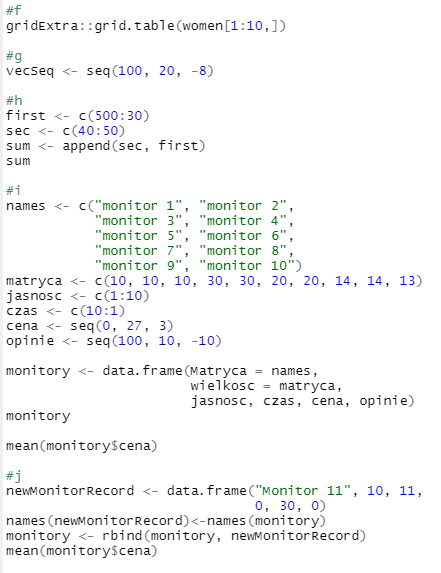 #f
gridExtra::grid.table(women[1:10,])
#g
vecSeq <- seq(100, 20, -8)
#h
first <- c(500:30)
sec <- c(40:50)
sum <- append(sec, first)
sum
#i
names <- c("monitor 1", "monitor 2",
"monitor 3", "monitor 4",
"monitor 5", "monitor 6",
"monitor 7", "monitor 8",
"monitor 9", "monitor 10")
matryca <- c(10, 10, 10, 30, 30, 20, 20, 14, 14, 13)
jasnosc <- c(1:10)
czas <- c(10:1)
cena <- seq(0, 27, 3)
opinie <- seq(100, 10, -10)
monitory <- data.frame(Matryca = names,
wielkosc = matryca,
jasnosc, czas, cena, opinie)
monitory
mean(monitory$cena)
#j
newMonitorRecord <- data.frame("Monitor 11", 10, 11,
0, 30, 0)
names(newMonitorRecord)<-names(monitory)
monitory <- rbind(monitory, newMonitorRecord)
mean(monitory$cena)